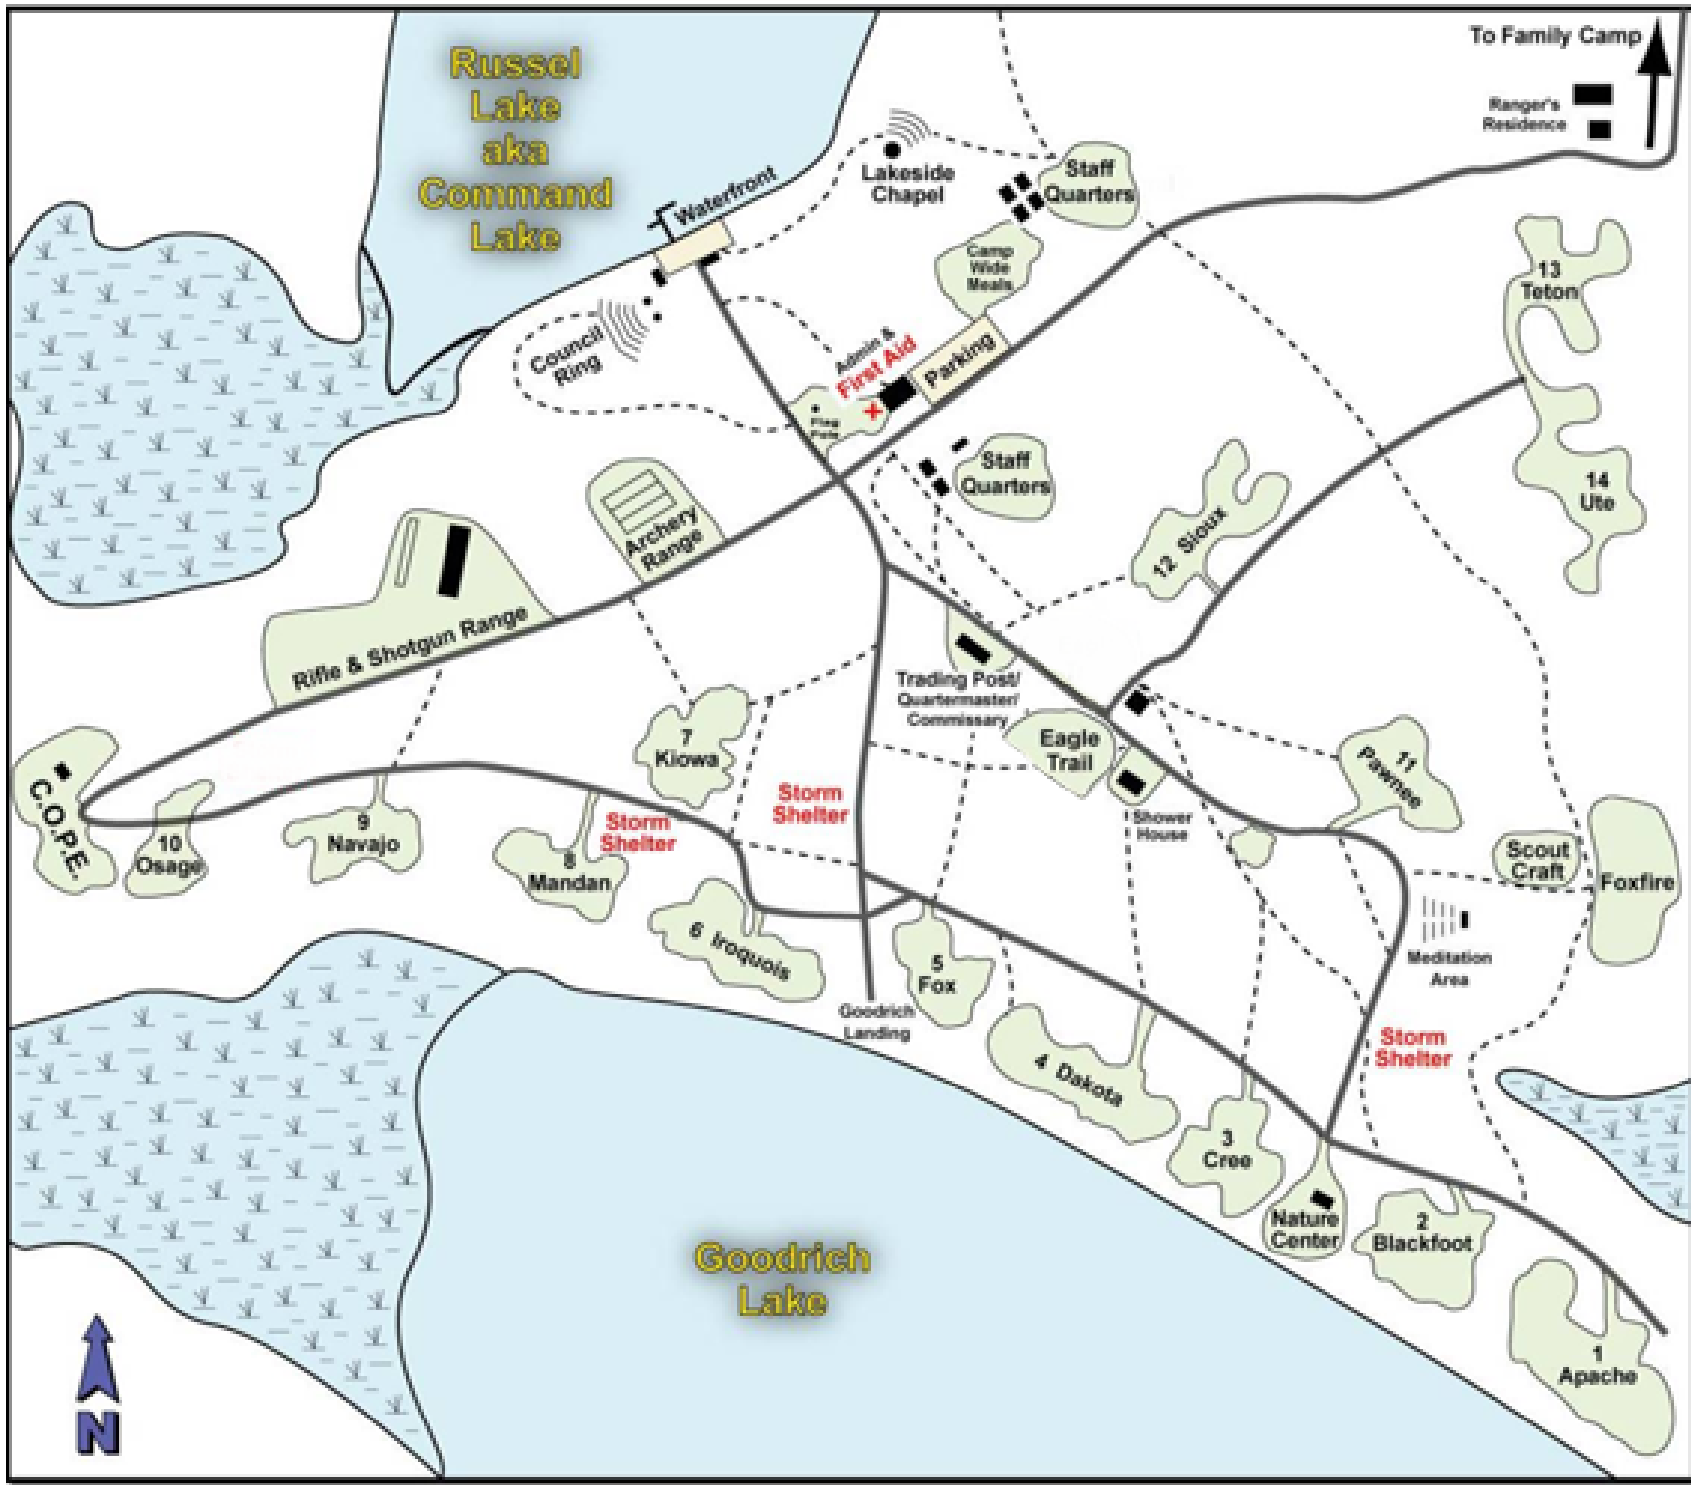 Russel
Lake
aka
Command
Lake
To Family Camp
Ranger's
Residence
Lakeside
Chapel
Staff
Quarters
Waterfront
Camp
Wide
Meals
13
Teton
Council
Ring
Admin &
First Aid
Parking
Flag
Pole
Staff
Quarters
14
Ute
12 Sioux
Archery
Range
Rifle & Shotgun Range
Trading Post/
Quartermaster/
Commissary
7
Kiowa
Eagle
Trail
11
Pawnee
C.O.P.E.
Storm
Shelter
Storm
Shelter
Shower
House
10
Osage
9
Navajo
8
Mandan
Scout
Craft
Foxfire
6 Iroquois
5
Fox
Meditation
Area
Goodrich
Landing
Storm
Shelter
4 Dakota
3
Cree
Nature
Center
2
Blackfoot
Goodrich
Lake
1
Apache
N